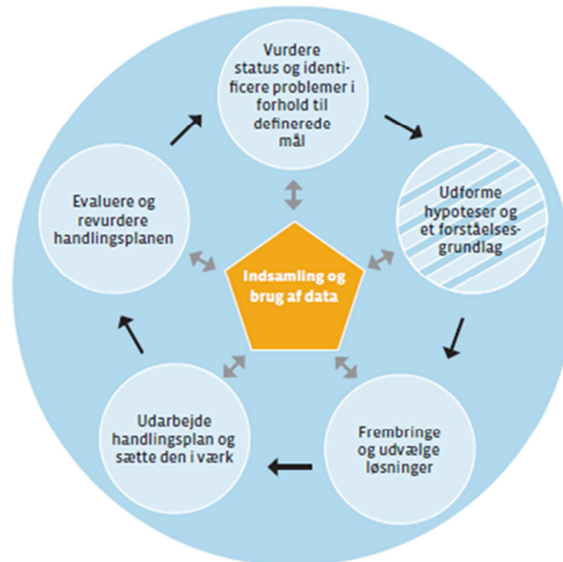 Vurdere
status og identi-
ficere problemer i
forhold til
definerede
mål
Udforme
hypoteser og
et forståelses-
grundlag
Frembringe
og udvælge
løsninger
Udarbejde
handlingsplan og
sætte den i værk
Evaluere og
revurdere
handlingsplanen
Indsamling og
brug af data